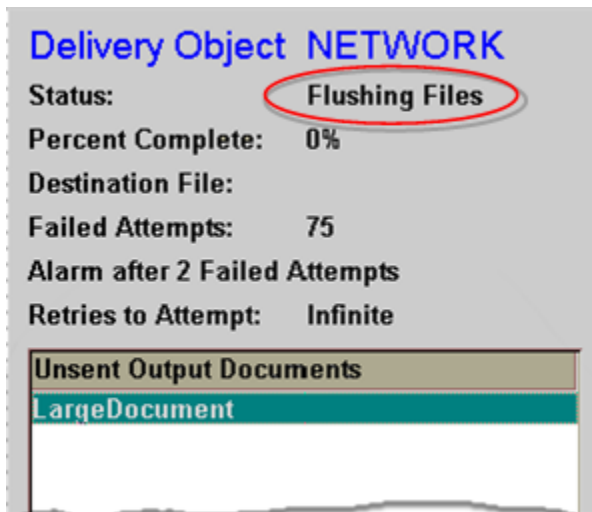 Delivery Object NETWORK
Status: Flushing Files
Percent Complete: 0%
Destination File:
Failed Attempts: 75
Alarm after 2 Failed Attempts
Retries to Attempt: Infinite
Unsent Output Documents
LargeDocument